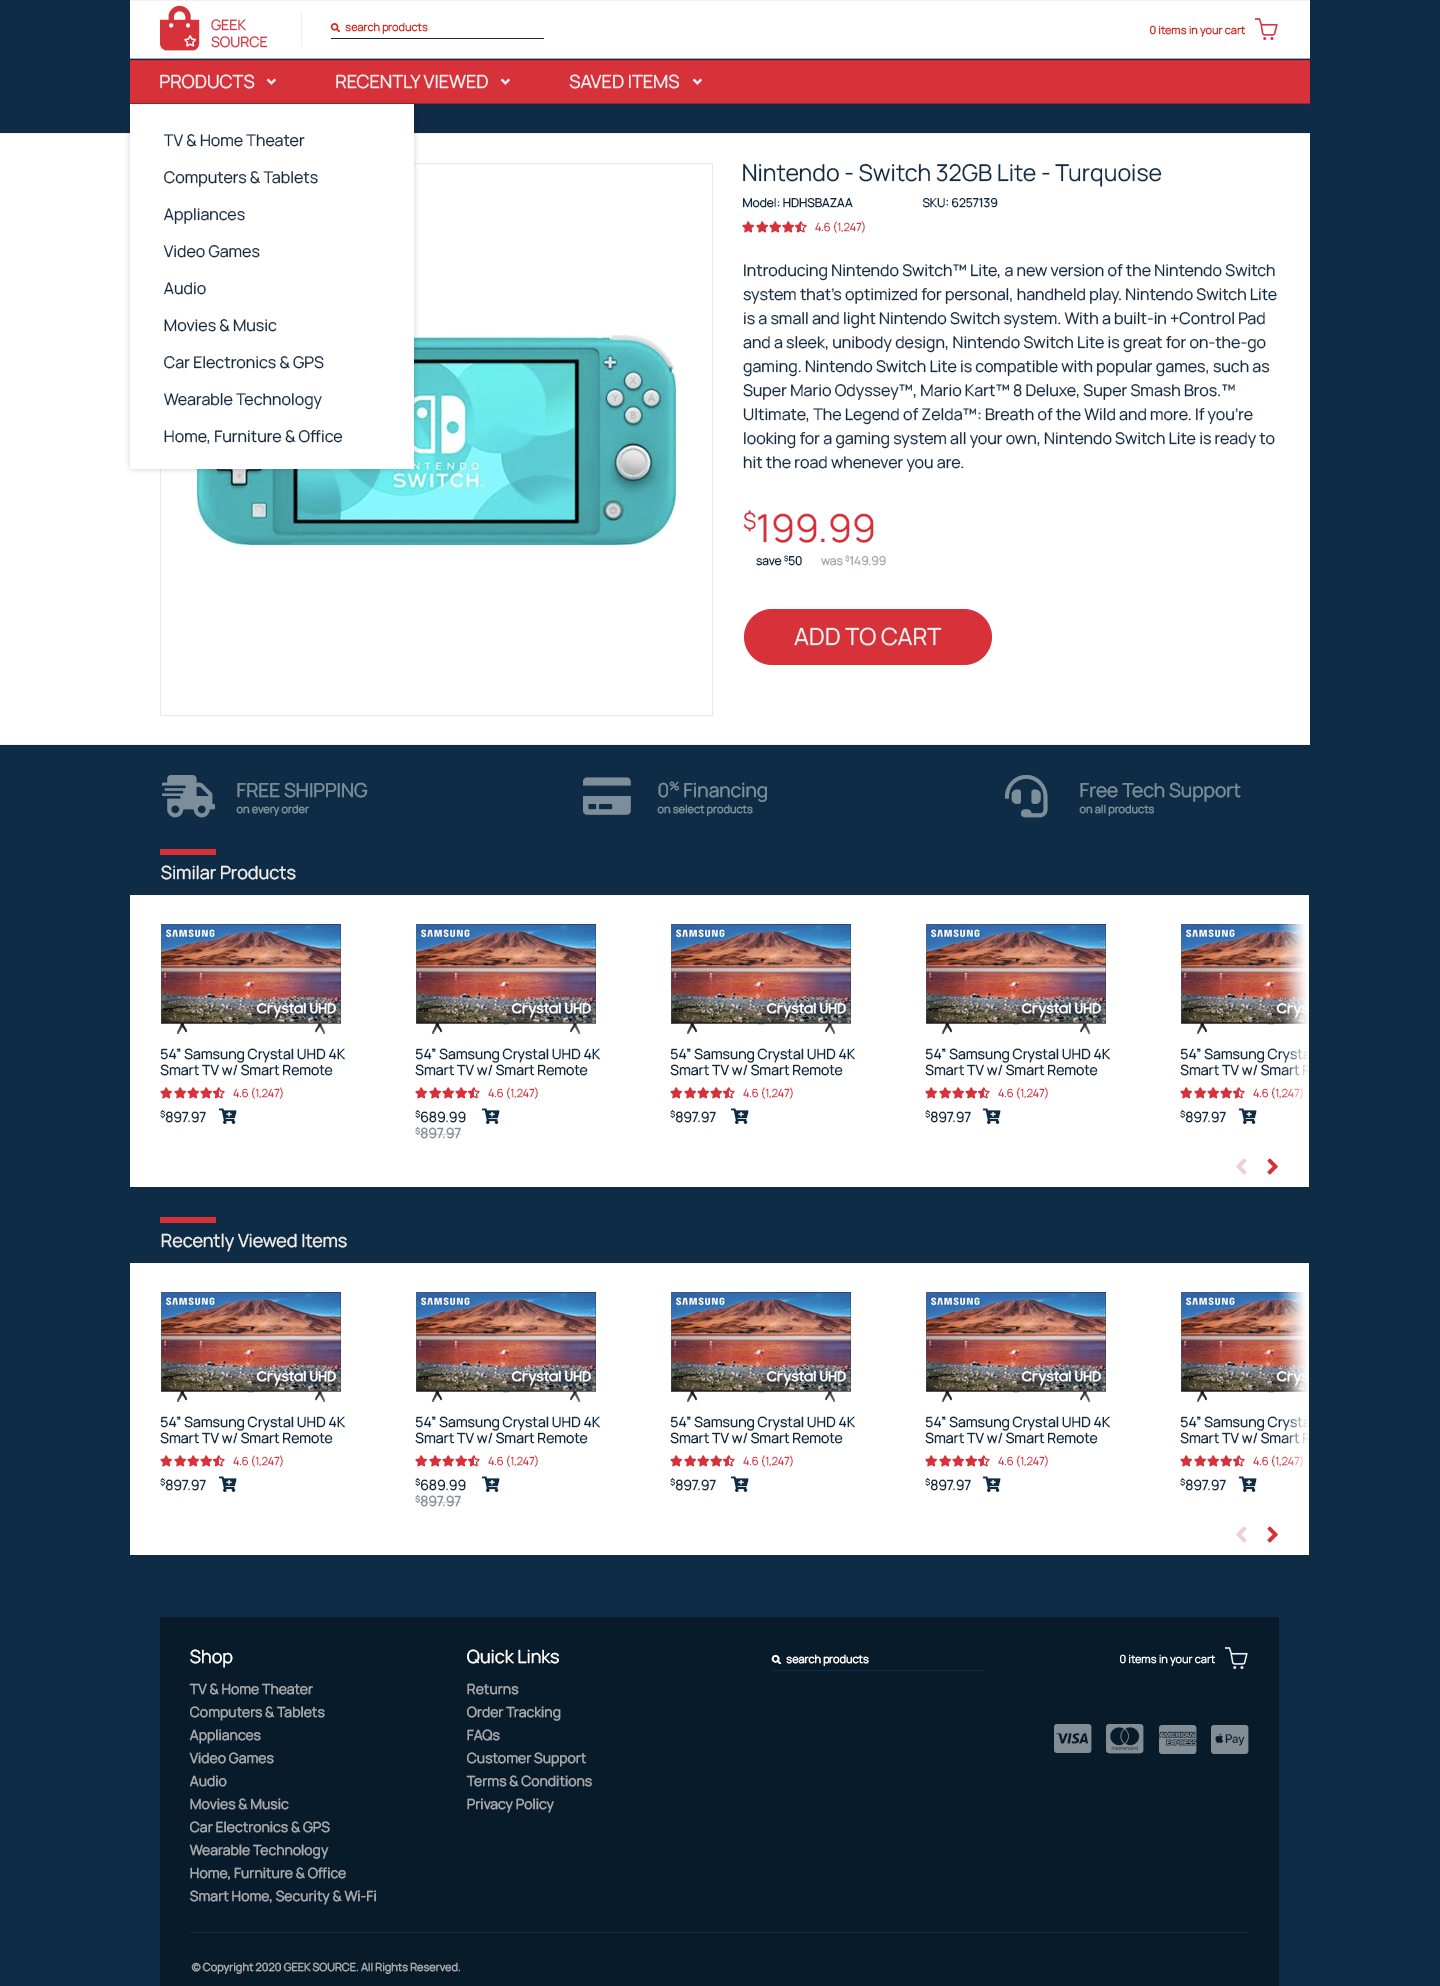 GEEK
SOURCE
search products
0 items in your cart
PRODUCTS
RECENTLY VIEWED
SAVED ITEMS
TV & Home Theater
Computers & Tablets
Appliances
Video Games
Audio
Movies & Music
Car Electronics & GPS
Wearable Technology
Home, Furniture & Office
X
Y
A
B
NINTENDO
SWITCH
Nintendo - Switch 32GB Lite - Turquoise
Model: HDHSBAZAA
SKU: 6257139
4.6 (1,247)
Introducing Nintendo Switch™ Lite, a new version of the Nintendo Switch
system that's optimized for personal, handheld play. Nintendo Switch Lite
is a small and light Nintendo Switch system. With a built-in +Control Pad
and a sleek, unibody design, Nintendo Switch Lite is great for on-the-go
gaming. Nintendo Switch Lite is compatible with popular games, such as
Super Mario Odyssey™, Mario Kart™ 8 Deluxe, Super Smash Bros.™
Ultimate, The Legend of Zelda™: Breath of the Wild and more. If you're
looking for a gaming system all your own, Nintendo Switch Lite is ready to
hit the road whenever you are.
$199.99
save $50 was $149.99
ADD TO CART
FREE SHIPPING
on every order
0% Financing
on select products
Free Tech Support
on all products
Similar Products
SAMSUNG
Crystal UHD
54” Samsung Crystal UHD 4K
Smart TV w/ Smart Remote
4.6 (1,247)
$897.97
SAMSUNG
Crystal UHD
54” Samsung Crystal UHD 4K
Smart TV w/ Smart Remote
4.6 (1,247)
$689.99
$897.97
SAMSUNG
Crystal UHD
54” Samsung Crystal UHD 4K
Smart TV w/ Smart Remote
4.6 (1,247)
$897.97
SAMSUNG
Crystal UHD
54” Samsung Crystal UHD 4K
Smart TV w/ Smart Remote
4.6 (1,247)
$897.97
SAMSUNG
Crys
54” Samsung Crysta
Smart TV w/ Smart R
4.6 (1,247)
$897.97
Recently Viewed Items
SAMSUNG
Crystal UHD
54” Samsung Crystal UHD 4K
Smart TV w/ Smart Remote
4.6 (1,247)
$897.97
SAMSUNG
Crystal UHD
54” Samsung Crystal UHD 4K
Smart TV w/ Smart Remote
4.6 (1,247)
$689.99
$897.97
SAMSUNG
Crystal UHD
54” Samsung Crystal UHD 4K
Smart TV w/ Smart Remote
4.6 (1,247)
$897.97
SAMSUNG
Crystal UHD
54” Samsung Crystal UHD 4K
Smart TV w/ Smart Remote
4.6 (1,247)
$897.97
SAMSUNG
Crys
54” Samsung Crysta
Smart TV w/ Smart R
4.6 (1,247)
$897.97
Shop
TV & Home Theater
Computers & Tablets
Appliances
Video Games
Audio
Movies & Music
Car Electronics & GPS
Wearable Technology
Home, Furniture & Office
Smart Home, Security & Wi-Fi
Quick Links
Returns
Order Tracking
FAQs
Customer Support
Terms & Conditions
Privacy Policy
search products
0 items in your cart
VISA
mastercard
AMERICAN
EXPRESS
Pay
© Copyright 2020 GEEK SOURCE. All Rights Reserved.